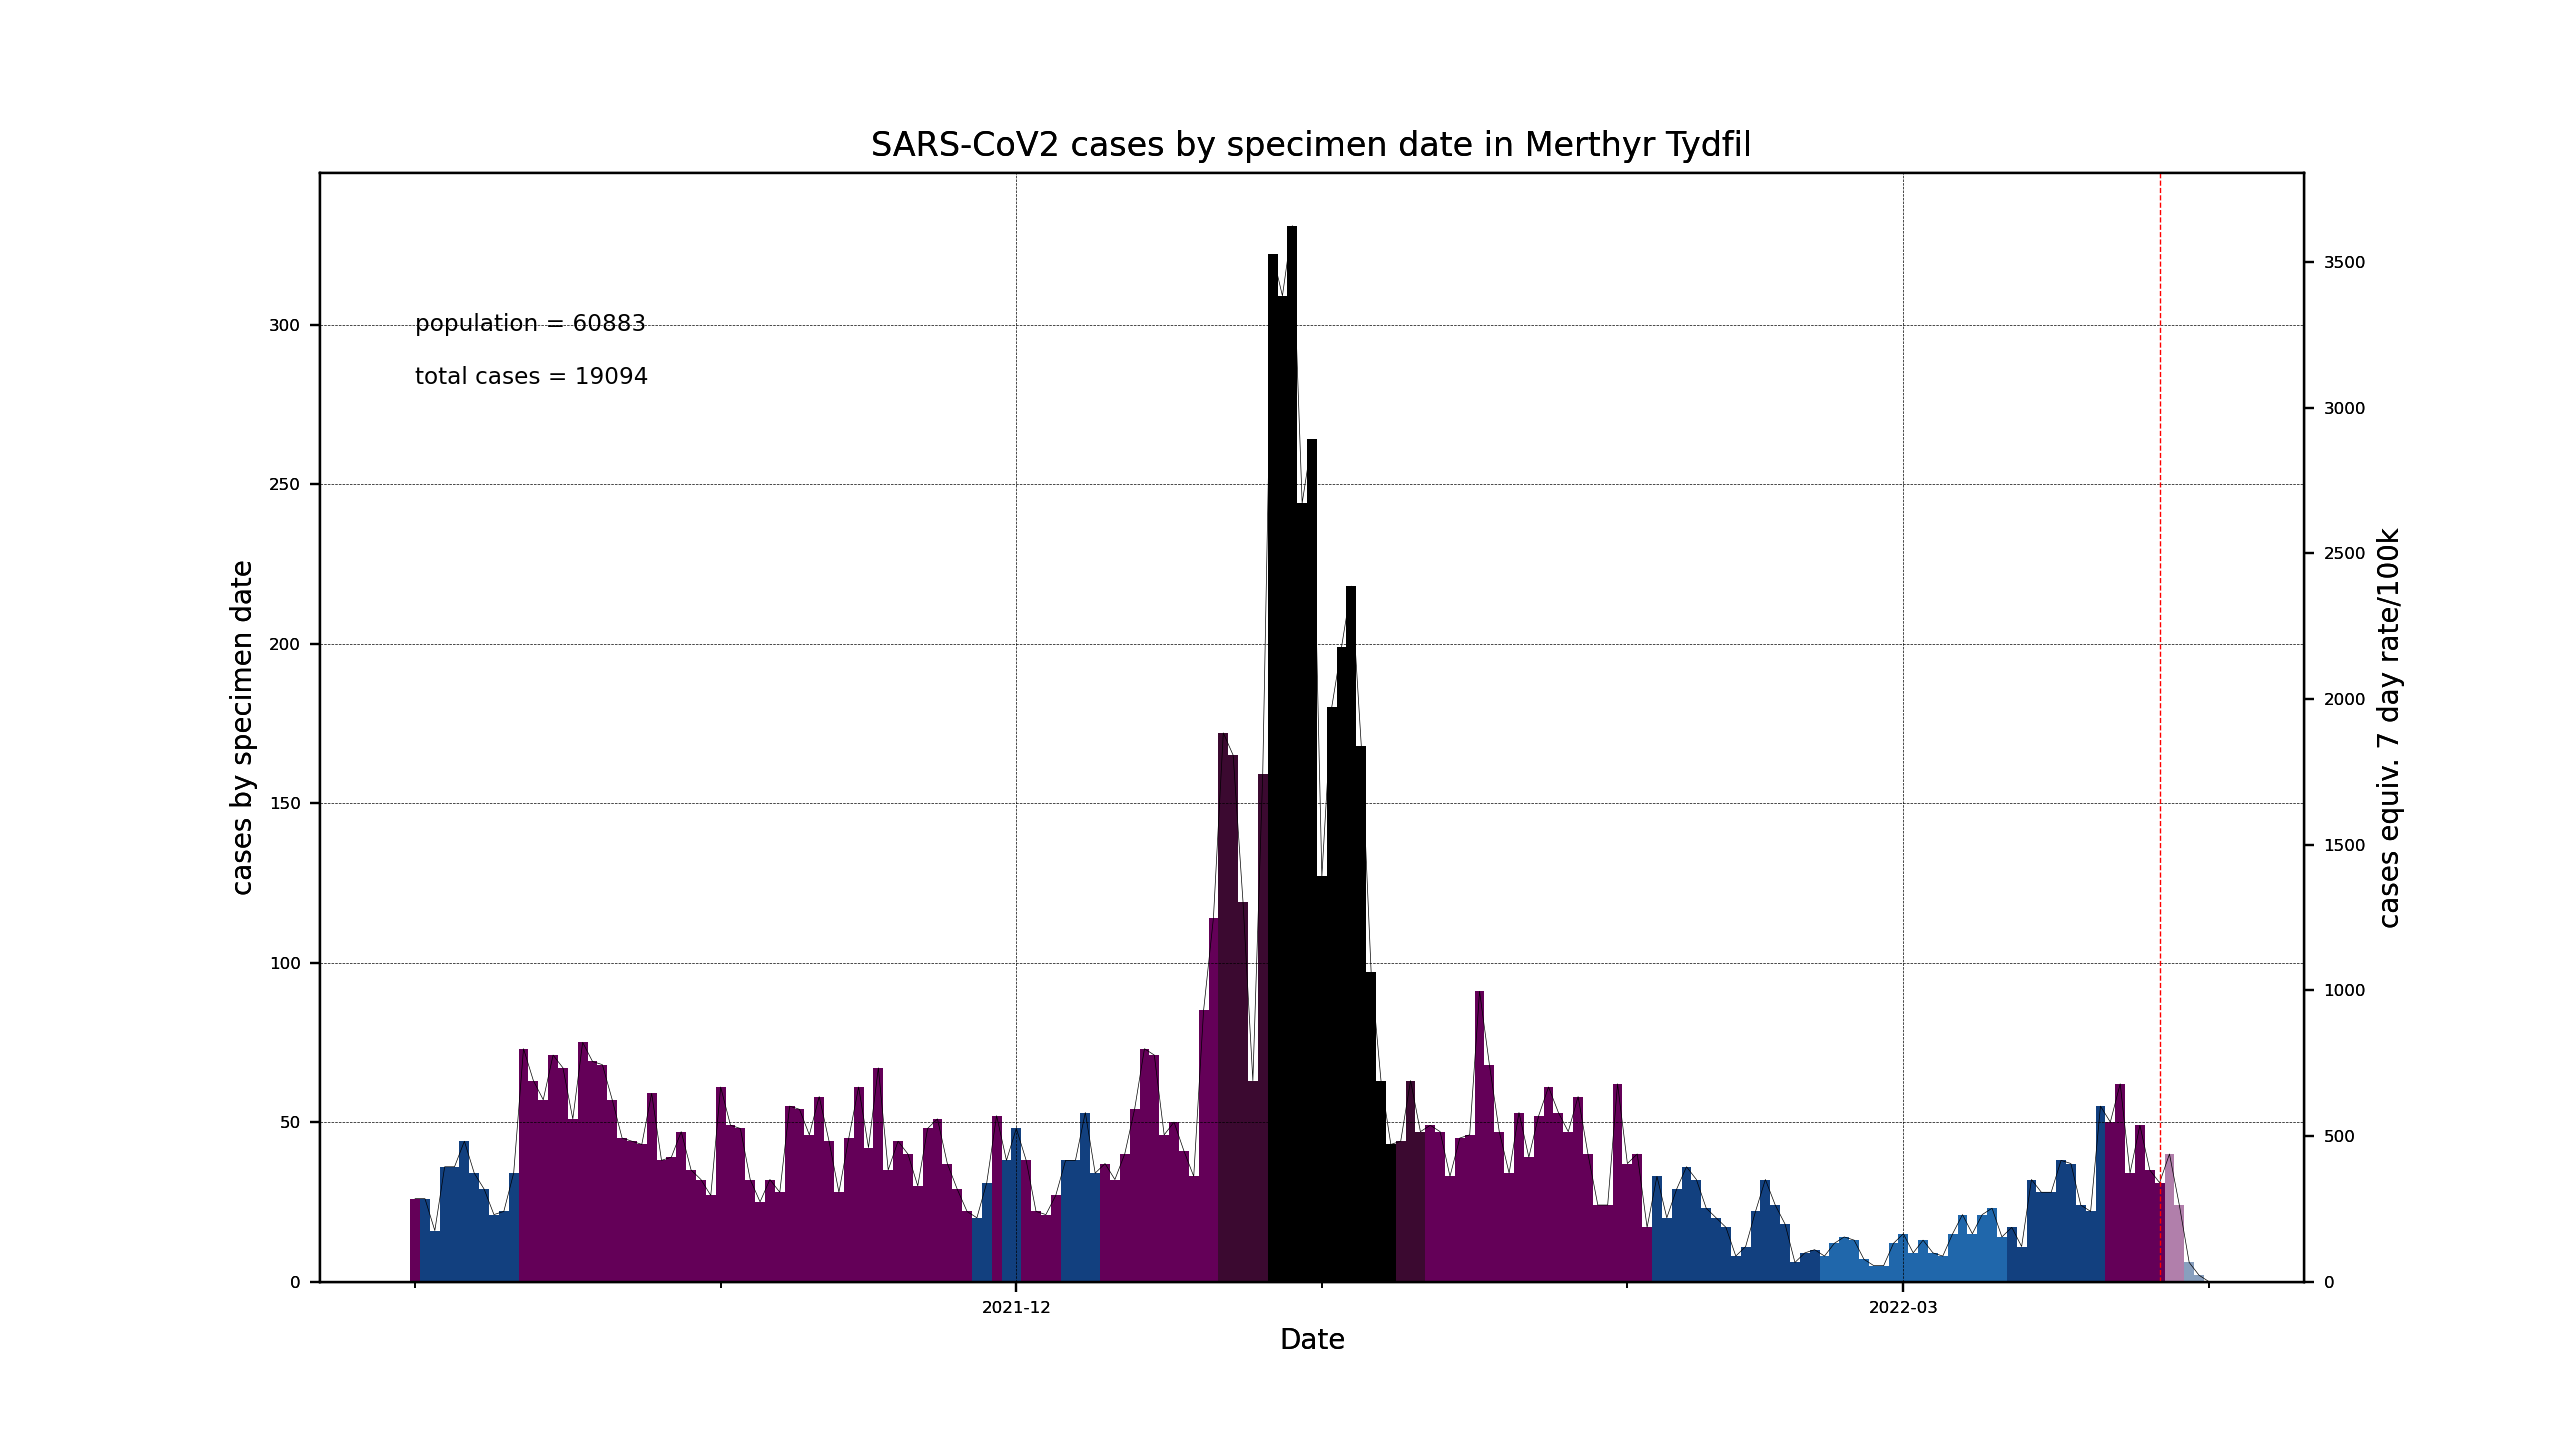 SARS-CoV2 cases by specimen date in Merthyr Tydfil
population = 60883
total cases = 19094
cases by specimen date
300
250
200
150
100
50
0
3500
3000
2500
2000
1500
1000
500
0
cases equiv. 7 day rate/100k
2021-12
2022-03
Date